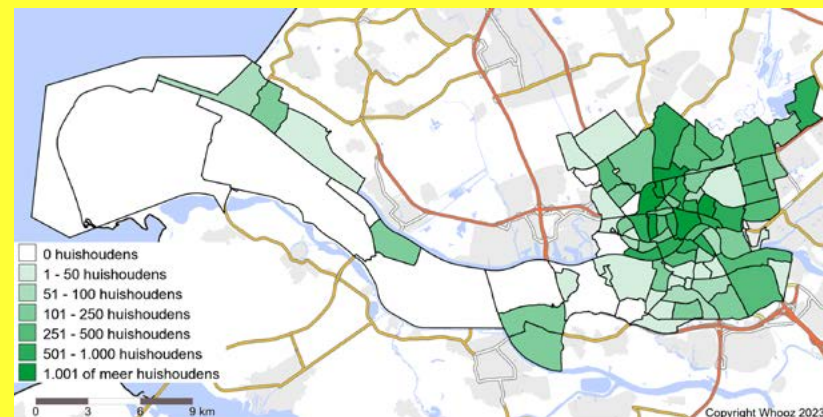 0 huishoudens
1 - 50 huishoudens
51 - 100 huishoudens
101 - 250 huishoudens
251 - 500 huishoudens
501 - 1.000 huishoudens
1.001 of meer huishoudens
0 3 6 9 km
Copyright Whooz 2023